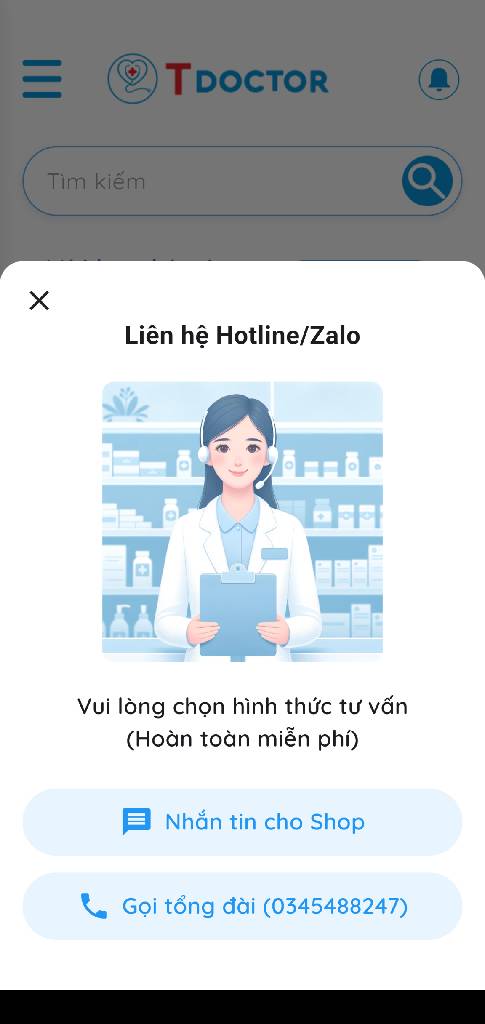 TDOCTOR
Tìm kiếm
Liên hệ Hotline/Zalo
Vui lòng chọn hình thức tư vấn
(Hoàn toàn miễn phí)
Nhắn tin cho Shop
Gọi tổng đài (0345488247)